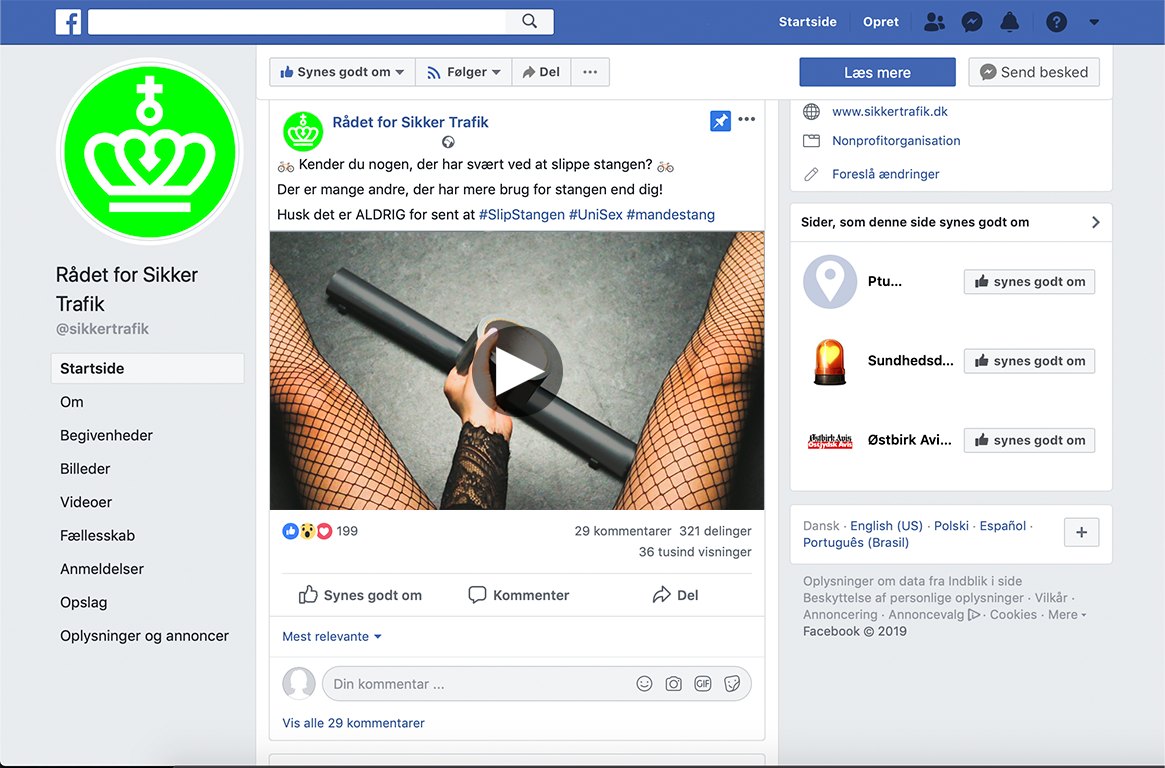 Startside
Opret
Synes godt om
Følger
Del
Læs mere
Send besked
Rådet for Sikker Trafik
@sikkertrafik
Startside
Om
Begivenheder
Billeder
Videoer
Fællesskab
Anmeldelser
Opslag
Oplysninger og annoncer
Rådet for Sikker Trafik
🚲 Kender du nogen, der har svært ved at slippe stangen? 🚲
Der er mange andre, der har mere brug for stangen end dig!
Husk det er ALDRIG for sent at #SlipStangen #UniSex #mandestang
199
29 kommentarer 321 delinger
36 tusind visninger
Synes godt om
Kommenter
Del
Mest relevante
Din kommentar ...
GIF
Vis alle 29 kommentarer
www.sikkertrafik.dk
Nonprofitorganisation
Foreslå ændringer
Sider, som denne side synes godt om
Ptu...
synes godt om
Sundhedsd...
synes godt om
Østbirk Avis
Østjydsk Avis
Østbirk Avi...
synes godt om
Dansk · English (US) · Polski · Español ·
Português (Brasil)
Oplysninger om data fra Indblik i side
Beskyttelse af personlige oplysninger · Vilkår ·
Annoncering · Annoncevalg · Cookies · Mere
Facebook © 2019